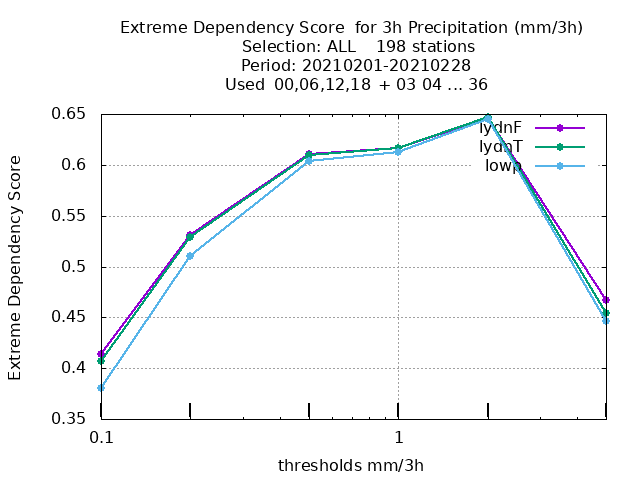 Extreme Dependency Score for 3h Precipitation (mm/3h)
Selection: ALL 198 stations
Period: 20210201-20210228
Used 00,06,12,18 + 03 04 ... 36
Extreme Dependency Score
0.65
0.6
0.55
0.5
0.45
0.4
0.35
lydnF
lydnT
lowp
0.1
1
thresholds mm/3h